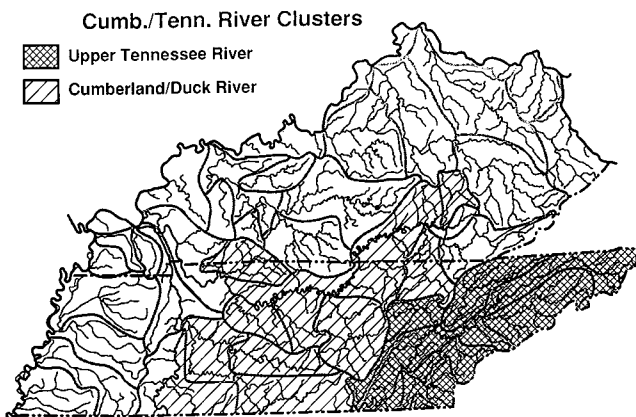 Cumb./Tenn. River Clusters
Upper Tennessee River
Cumberland/Duck River